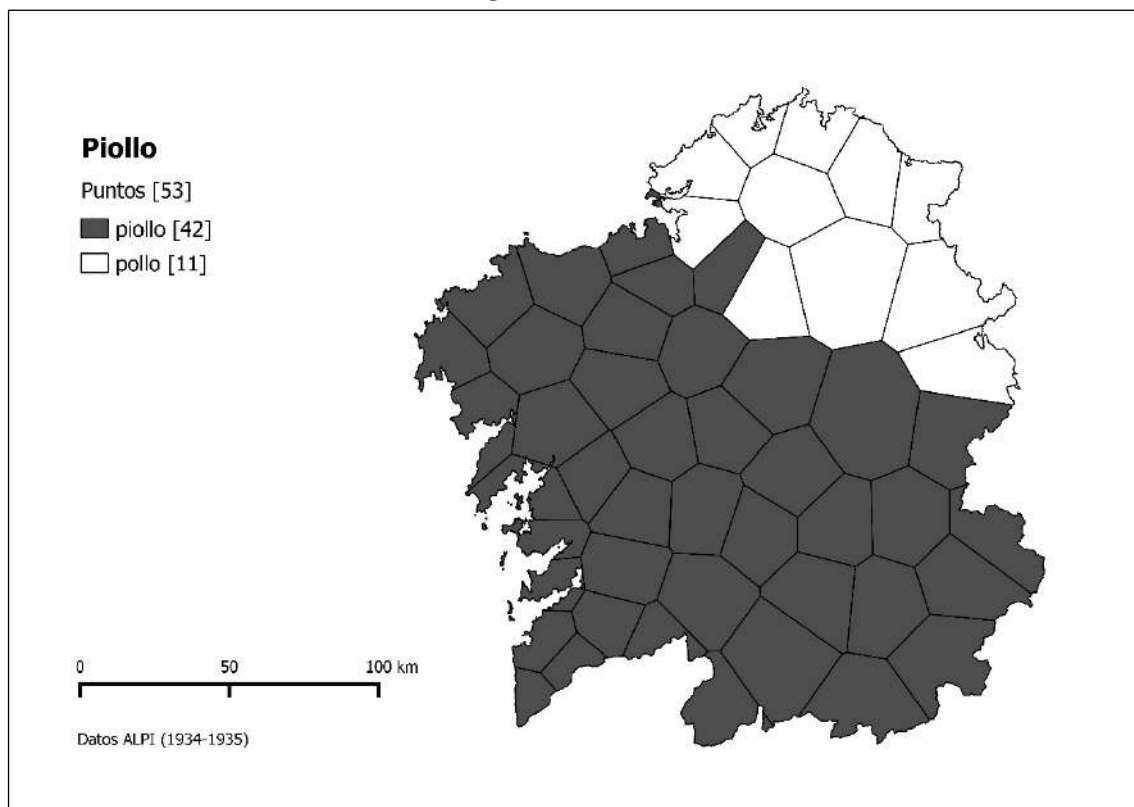 Piollo
Puntos [53]
piollo [42]
pollo [11]
0 50 100 km
Datos ALPI (1934-1935)